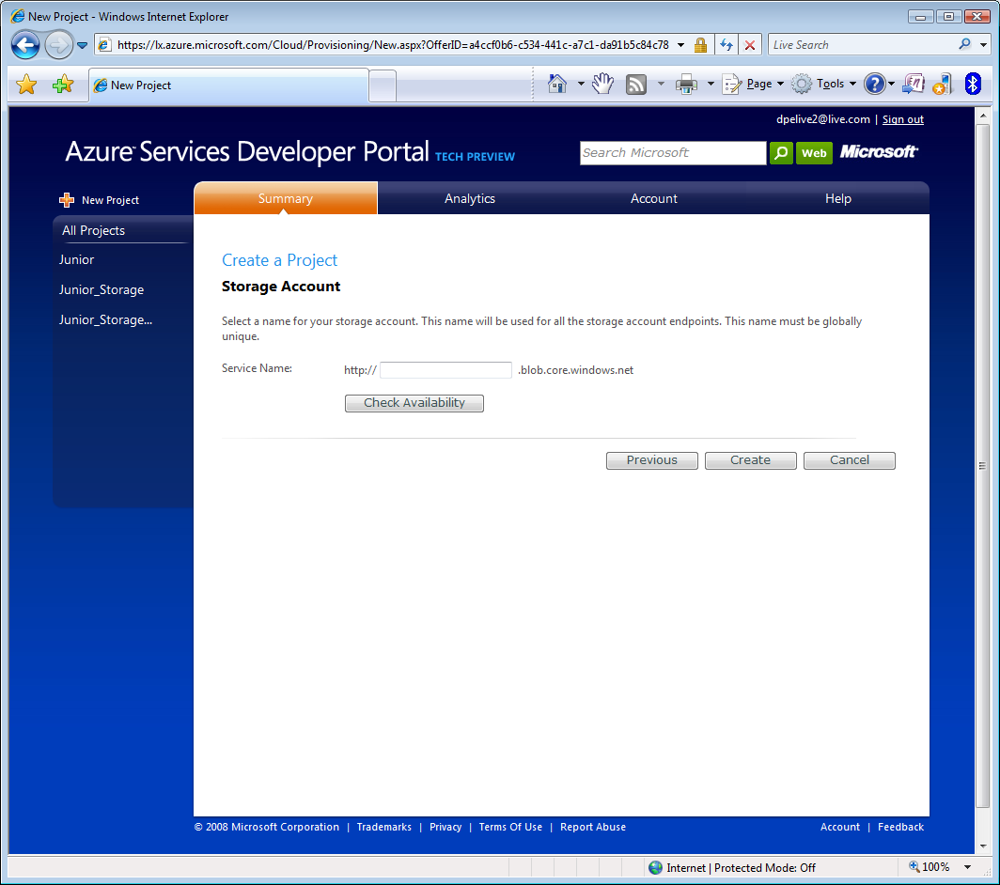 New Project - Windows Internet Explorer
https://lx.azure.microsoft.com/Cloud/Provisioning/New.aspx?OfferID=a4ccf0b6-c534-441c-a7c1-da91b5c84c78
Live Search
New Project
Page
Tools
dpelive2@live.com | Sign out
Azure Services Developer Portal TECH PREVIEW
Search Microsoft
Web
Microsoft
New Project
Summary
Analytics
Account
Help
All Projects
Junior
Junior_Storage
Junior_Storage...
Create a Project
Storage Account
Select a name for your storage account. This name will be used for all the storage account endpoints. This name must be globally
unique.
Service Name: http:// .blob.core.windows.net
Check Availability
Previous
Create
Cancel
© 2008 Microsoft Corporation | Trademarks | Privacy | Terms Of Use | Report Abuse
Account | Feedback
Internet | Protected Mode: Off
100%